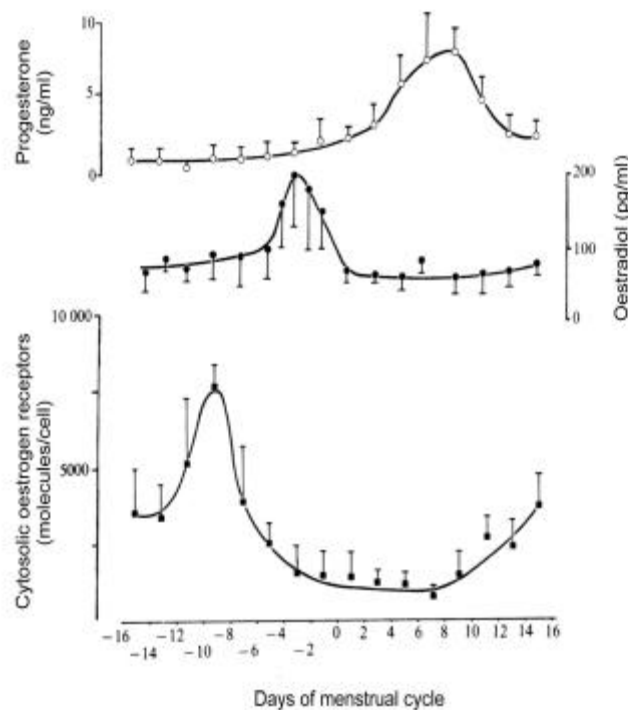 Progesterone
(ng/ml)
10
5
0
200
100
0
Oestradiol (pg/ml)
Cytosolic oestrogen receptors
(molecules/cell)
10 000
5000
-16 -12 -8 -4 0 2 4 6 8 10 12 14 16
-14 -10 -6 -2
Days of menstrual cycle